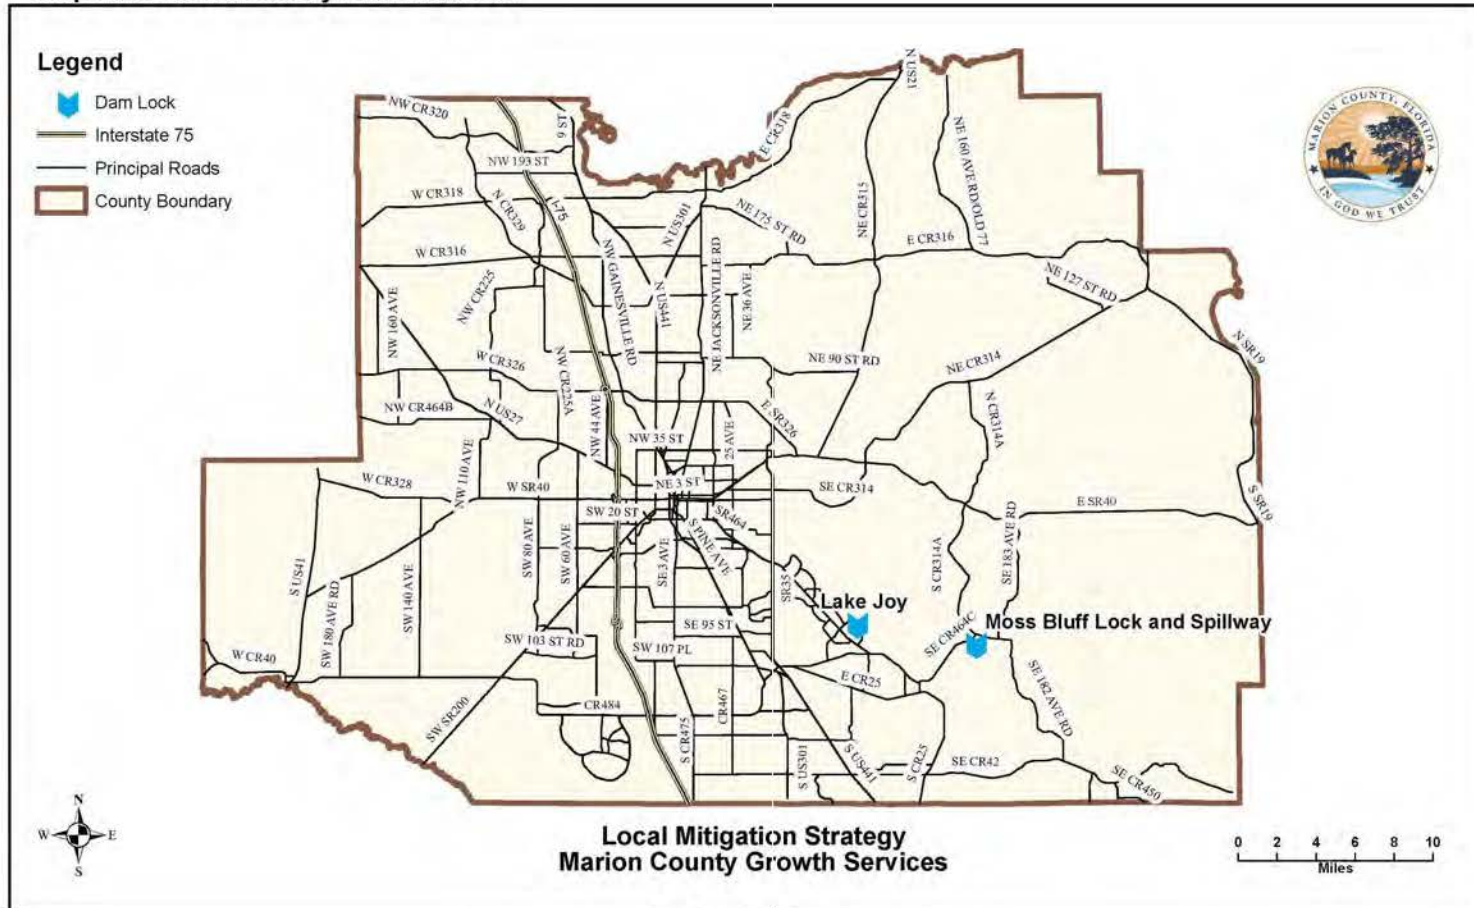 Legend
Dam Lock
Interstate 75
Principal Roads
County Boundary
MARION COUNTY, FLORIDA
IN GOD WE TRUST
NW CR320
9 ST
NW 193 ST
W CR318
N CR329
I-75
W CR316
NW CR225
NW 160 AVE
NW GAINESVILLE RD
N US301
N US441
NE JACKSONVILLE RD
NE 36 AVE
NE 175 ST RD
E CR318
NE CR315
NE 160 AVE RD/OLD 77
E CR316
NE 127 ST RD
N SR19
W CR326
NW CR225A
NW CR464B
N US27
NW 44 AVE
NW 35 ST
25 AVE
E SR326
NE 90 ST RD
NE CR314
N CR314A
W CR328
NW 110 AVE
W SR40
NE 3 ST
SE CR314
E SR40
S SR19
SW 20 ST
SR464
S PINE AVE
S US41
SW 180 AVE RD
SW 140 AVE
SW 80 AVE
SW 60 AVE
SE 3 AVE
SR35
S CR314A
SE 183 AVE RD
Lake Joy
Moss Bluff Lock and Spillway
SE CR464C
SE 95 ST
SW 103 ST RD
SW 107 PL
W CR40
E CR25
SE 182 AVE RD
SW SR200
CR484
S CR475
CR467
S US301
S US441
S CR25
SE CR42
SE CR450
N
W E
S
Local Mitigation Strategy
Marion County Growth Services
0 2 4 6 8 10
Miles